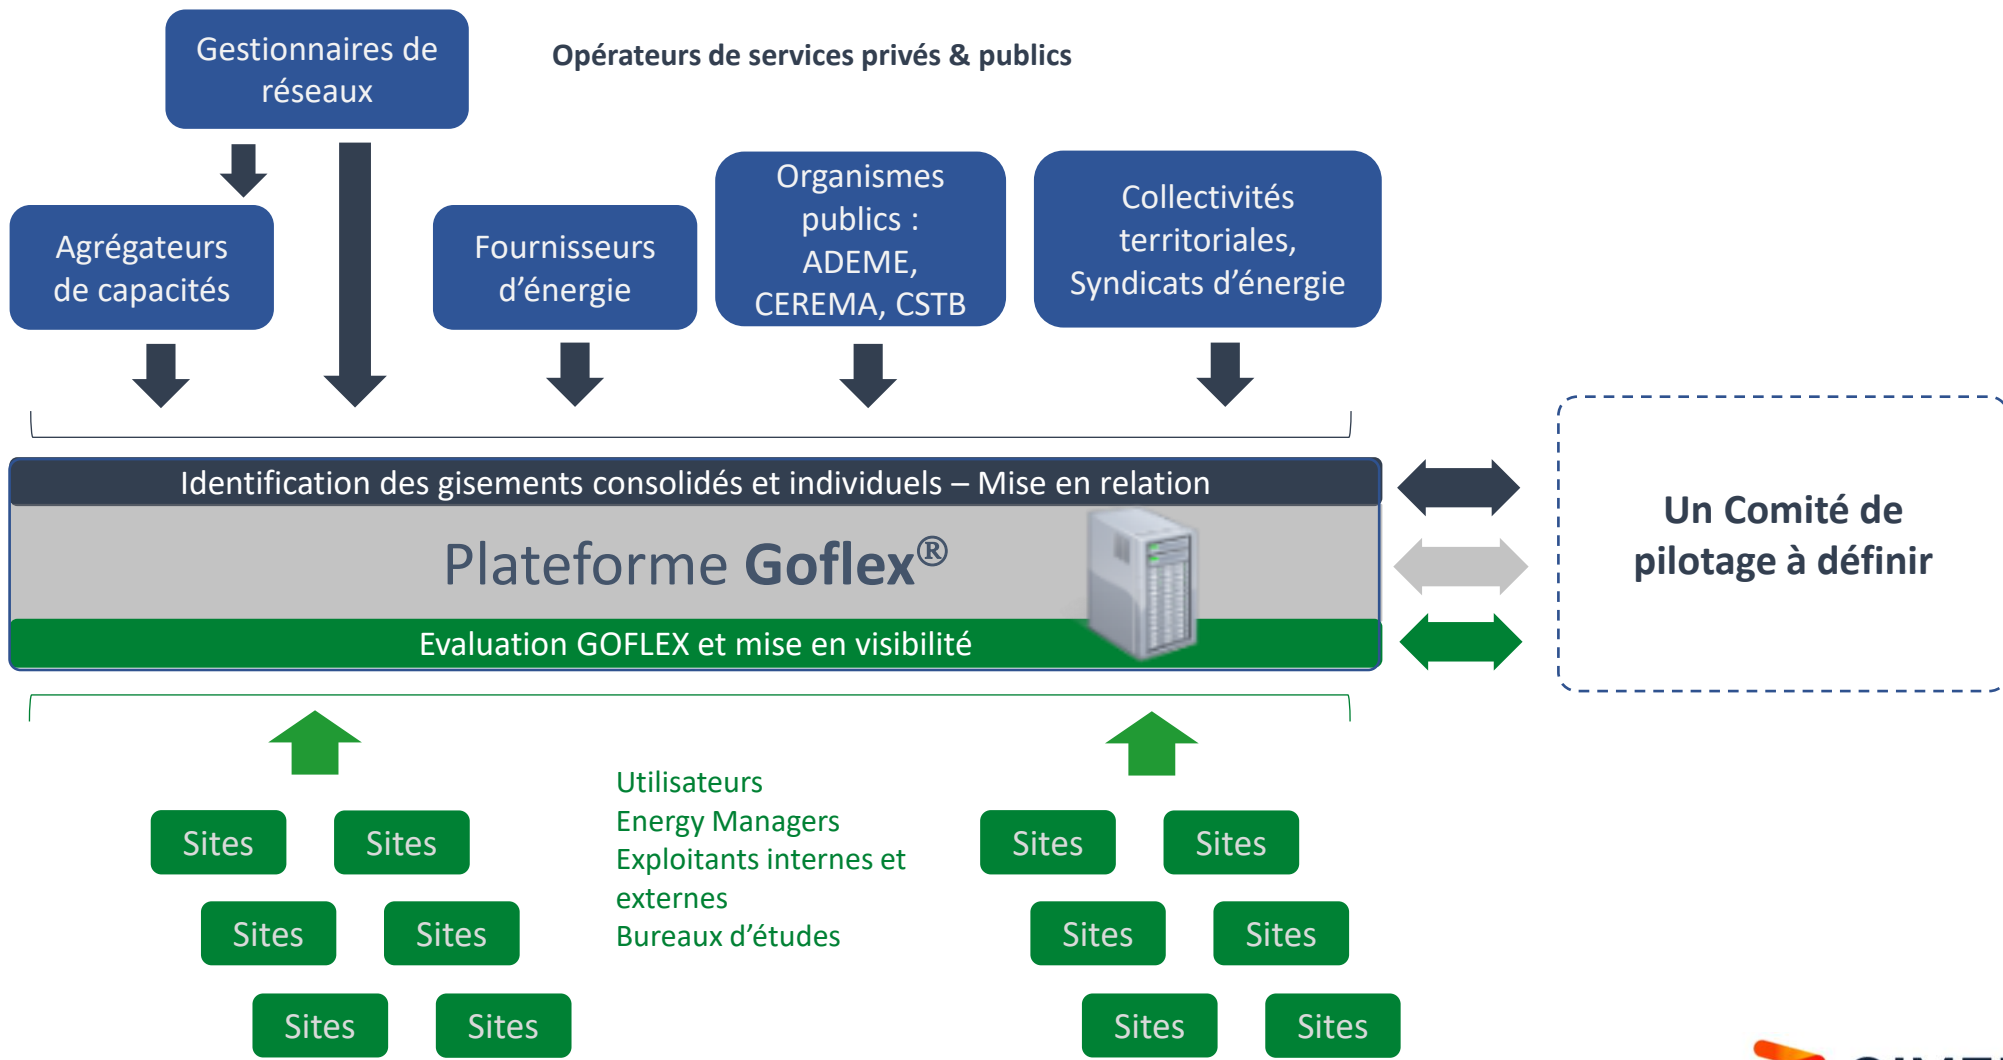 Gestionnaires de
réseaux
Opérateurs de services privés & publics
Agrégateurs
de capacités
Fournisseurs
d’énergie
Organismes
publics :
ADEME,
CEREMA, CSTB
Collectivités
territoriales,
Syndicats d’énergie
Identification des gisements consolidés et individuels – Mise en relation
Plateforme Goflex®
Evaluation GOFLEX et mise en visibilité
Un Comité de
pilotage à définir
Utilisateurs
Energy Managers
Exploitants internes et
externes
Bureaux d’études
Sites
Sites
Sites
Sites
Sites
Sites
Sites
Sites
Sites
Sites
Sites
Sites